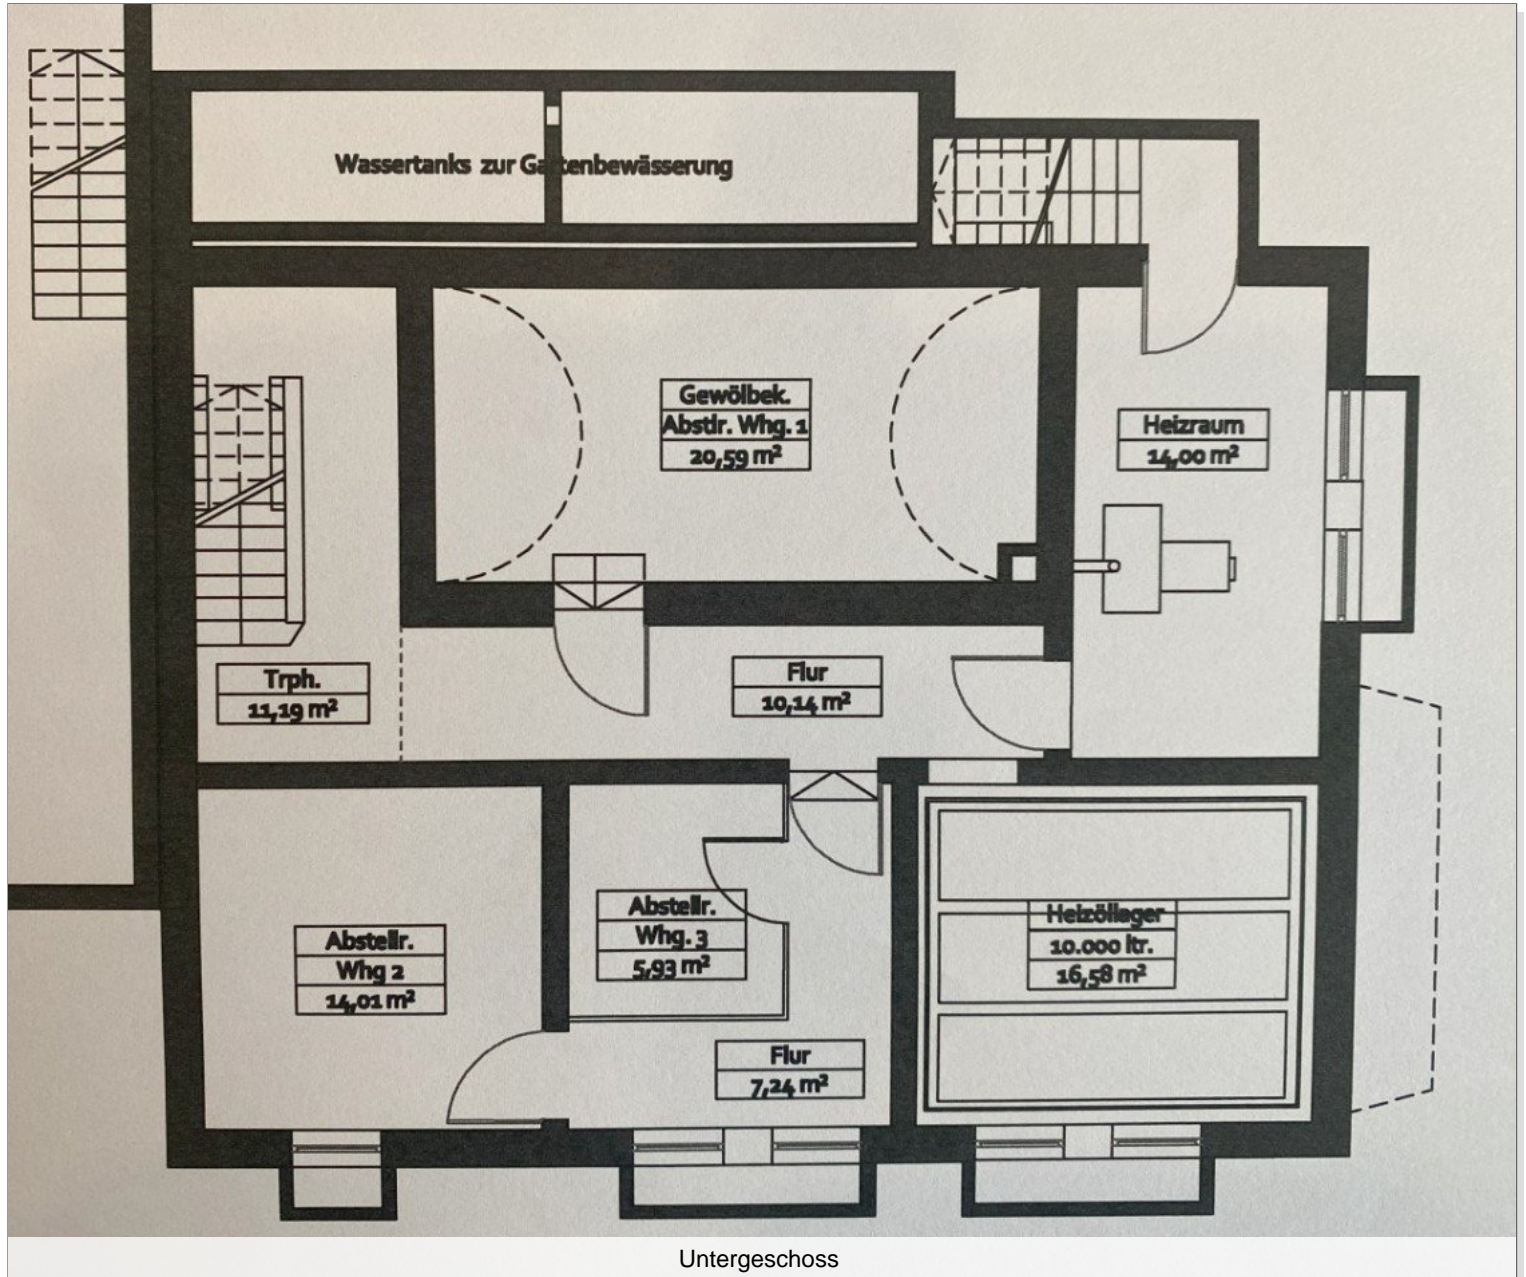 Wassertanks zur Gartenbewässerung
Gewölbek.
Abstlr. Whg. 1
20,59 m²
Heizraum
14,00 m²
Trph.
11,19 m²
Flur
10,14 m²
Abstellr.
Whg 2
14,01 m²
Abstellr.
Whg. 3
5,93 m²
Heizöllager
10.000 ltr.
16,58 m²
Flur
7,24 m²
Untergeschoss